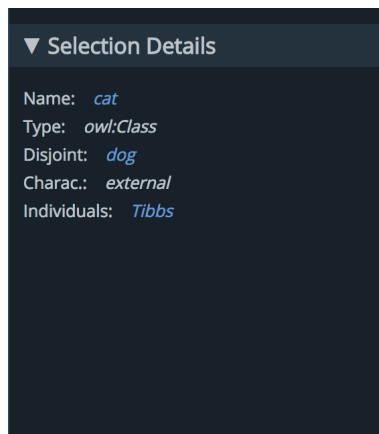 ▼ Selection Details
Name: cat
Type: owl:Class
Disjoint: dog
Charac.: external
Individuals: Tibbs